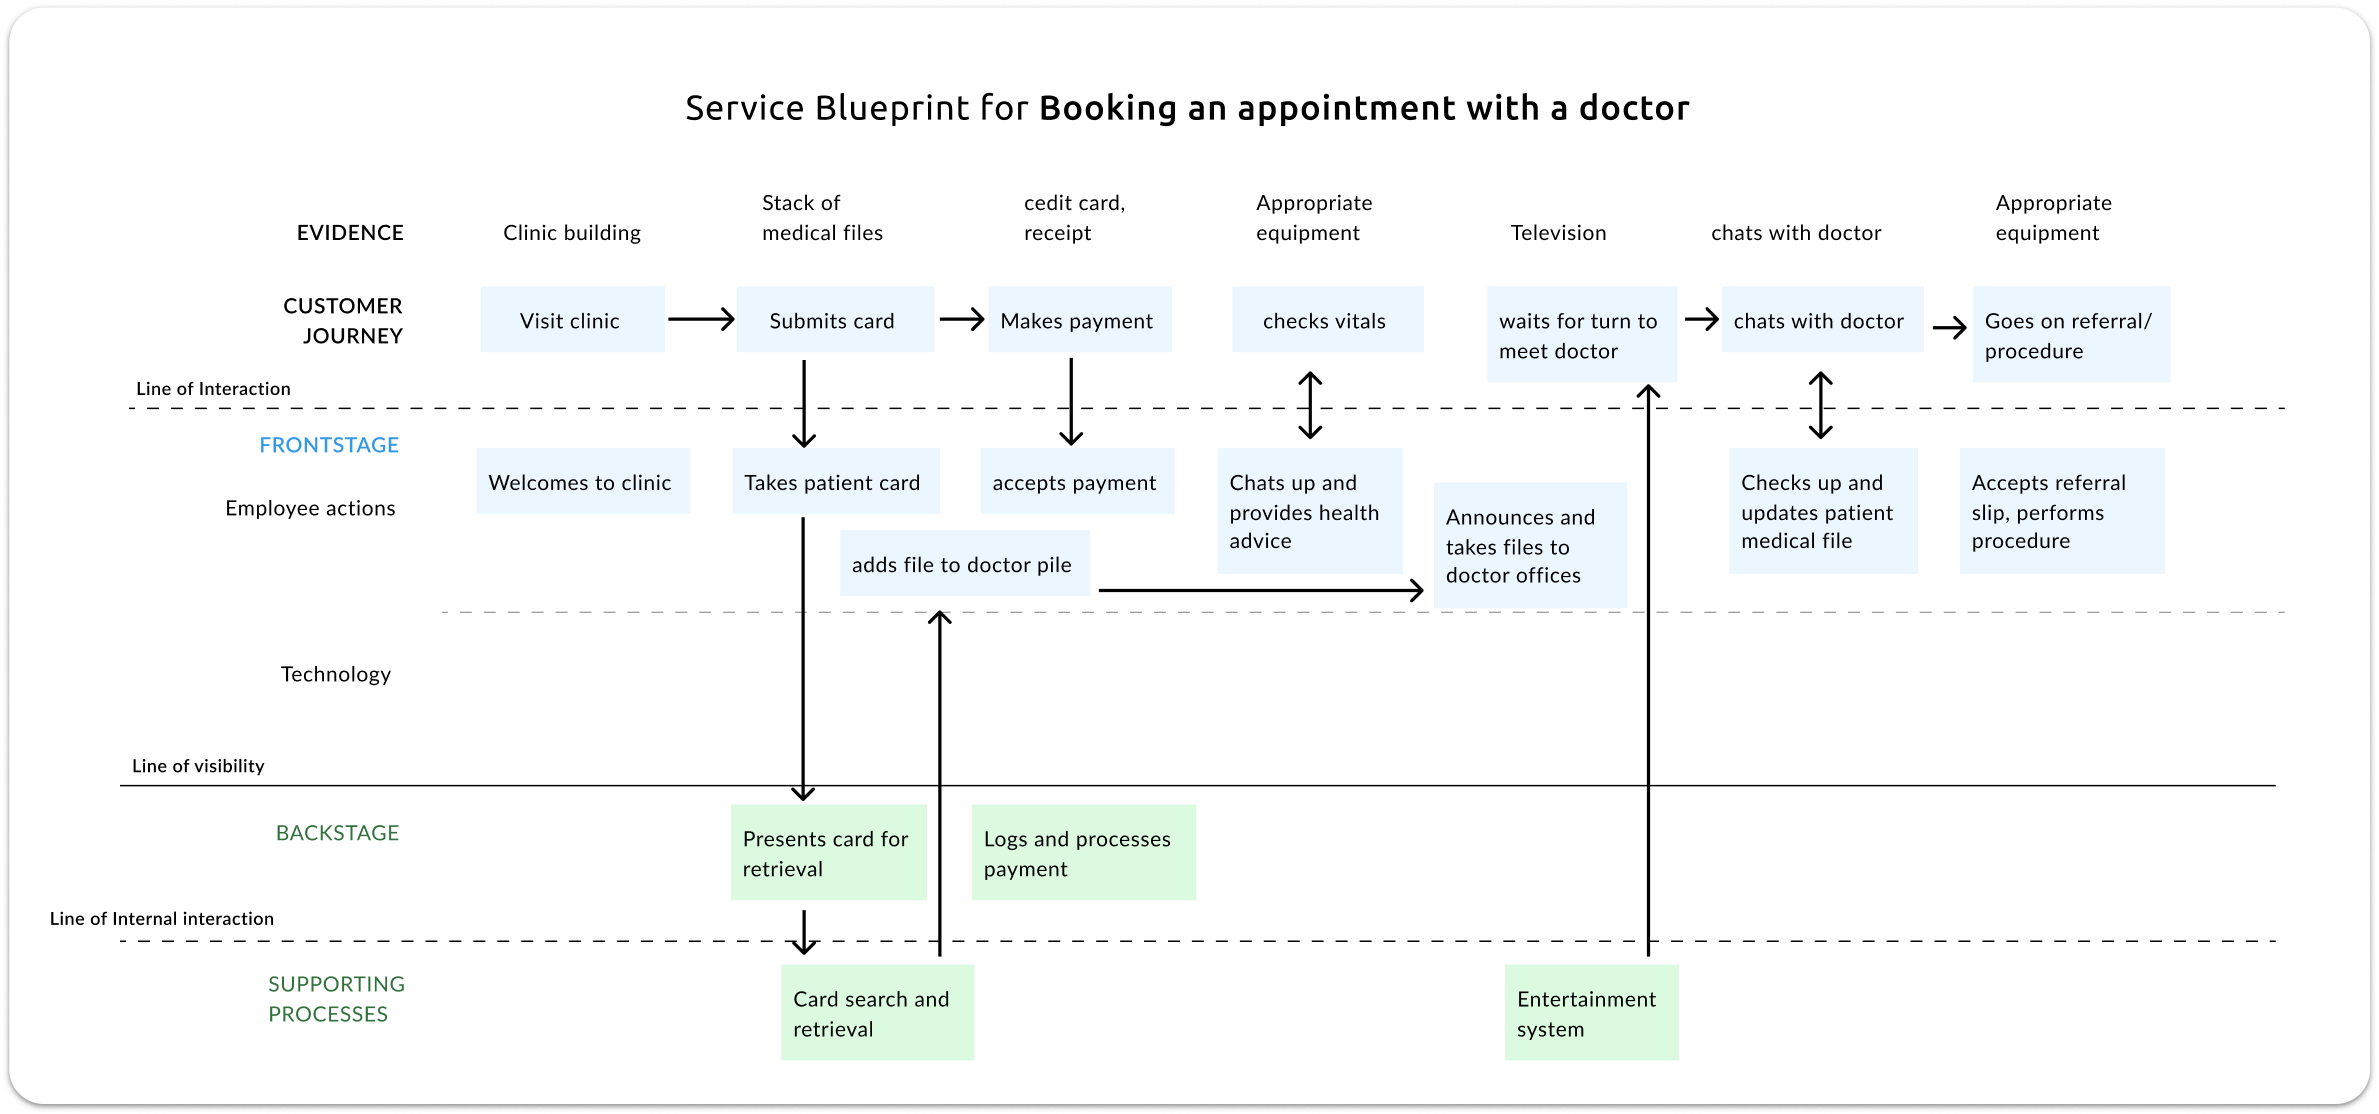 Service Blueprint for Booking an appointment with a doctor
EVIDENCE
Clinic building
Stack of
medical files
cedit card,
receipt
Appropriate
equipment
Television
chats with doctor
Appropriate
equipment
CUSTOMER
JOURNEY
Visit clinic
Submits card
Makes payment
checks vitals
waits for turn to
meet doctor
chats with doctor
Goes on referral/
procedure
Line of Interaction
FRONTSTAGE
Employee actions
Welcomes to clinic
Takes patient card
accepts payment
Chats up and
provides health
advice
adds file to doctor pile
Announces and
takes files to
doctor offices
Checks up and
updates patient
medical file
Accepts referral
slip, performs
procedure
Technology
Line of visibility
BACKSTAGE
Presents card for
retrieval
Logs and processes
payment
Line of Internal interaction
SUPPORTING
PROCESSES
Card search and
retrieval
Entertainment
system